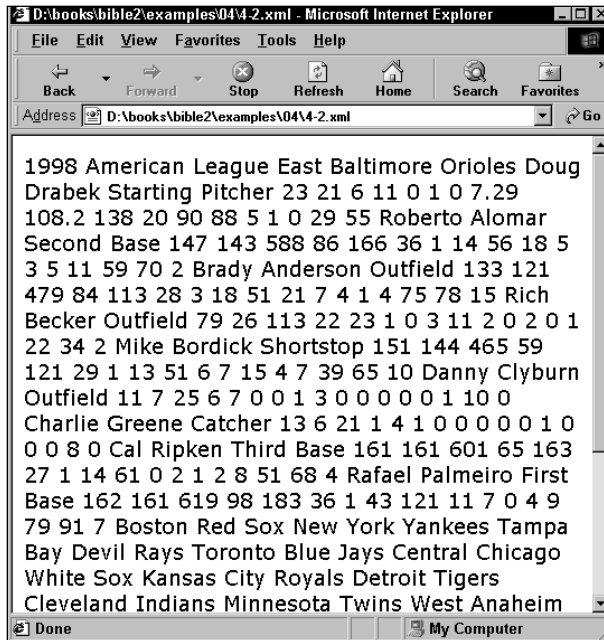 D:\books\bible2\examples\04\4-2.xml - Microsoft Internet Explorer
File Edit View Favorites Tools Help
Back Forward Stop Refresh Home Search Favorites »
Address D:\books\bible2\examples\04\4-2.xml Go
1998 American League East Baltimore Orioles Doug
Drabek Starting Pitcher 23 21 6 11 0 1 0 7.29
108.2 138 20 90 88 5 1 0 29 55 Roberto Alomar
Second Base 147 143 588 86 166 36 1 14 56 18 5
3 5 11 59 70 2 Brady Anderson Outfield 133 121
479 84 113 28 3 18 51 21 7 4 1 4 75 78 15 Rich
Becker Outfield 79 26 113 22 23 1 0 3 11 2 0 2 0 1
22 34 2 Mike Bordick Shortstop 151 144 465 59
121 29 1 13 51 6 7 15 4 7 39 65 10 Danny Clyburn
Outfield 11 7 25 6 7 0 0 1 3 0 0 0 0 0 1 10 0
Charlie Greene Catcher 13 6 21 1 4 1 0 0 0 0 0 1 0
0 0 8 0 Cal Ripken Third Base 161 161 601 65 163
27 1 14 61 0 2 1 2 8 51 68 4 Rafael Palmeiro First
Base 162 161 619 98 183 36 1 43 121 11 7 0 4 9
79 91 7 Boston Red Sox New York Yankees Tampa
Bay Devil Rays Toronto Blue Jays Central Chicago
White Sox Kansas City Royals Detroit Tigers
Cleveland Indians Minnesota Twins West Anaheim
Done My Computer